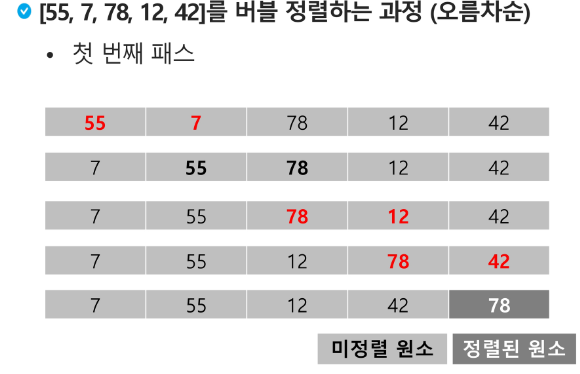 [55, 7, 78, 12, 42]를 버블 정렬하는 과정 (오름차순)
• 첫 번째 패스
55 7 78 12 42
7 55 78 12 42
7 55 78 12 42
7 55 12 78 42
7 55 12 42 78
미정렬 원소 정렬된 원소